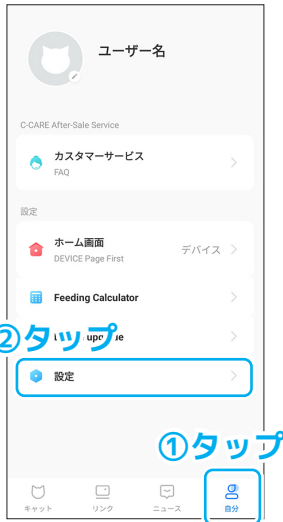 ユーザー名
C-CARE After-Sale Service
カスタマーサービス
FAQ
設定
ホーム画面
DEVICE Page First
デバイス
Feeding Calculator
②タップ
設定
①タップ
キャット
リンク
ニュース
自分